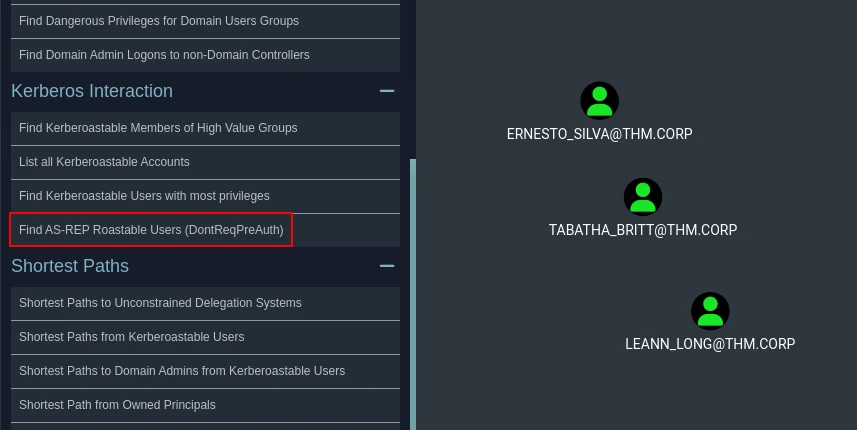 Find Dangerous Privileges for Domain Users Groups
Find Domain Admin Logons to non-Domain Controllers
Kerberos Interaction
Find Kerberoastable Members of High Value Groups
List all Kerberoastable Accounts
Find Kerberoastable Users with most privileges
Find AS-REP Roastable Users (DontReqPreAuth)
Shortest Paths
Shortest Paths to Unconstrained Delegation Systems
Shortest Paths from Kerberoastable Users
Shortest Paths to Domain Admins from Kerberoastable Users
Shortest Path from Owned Principals
ERNESTO_SILVA@THM.CORP
TABATHA_BRITT@THM.CORP
LEANN_LONG@THM.CORP